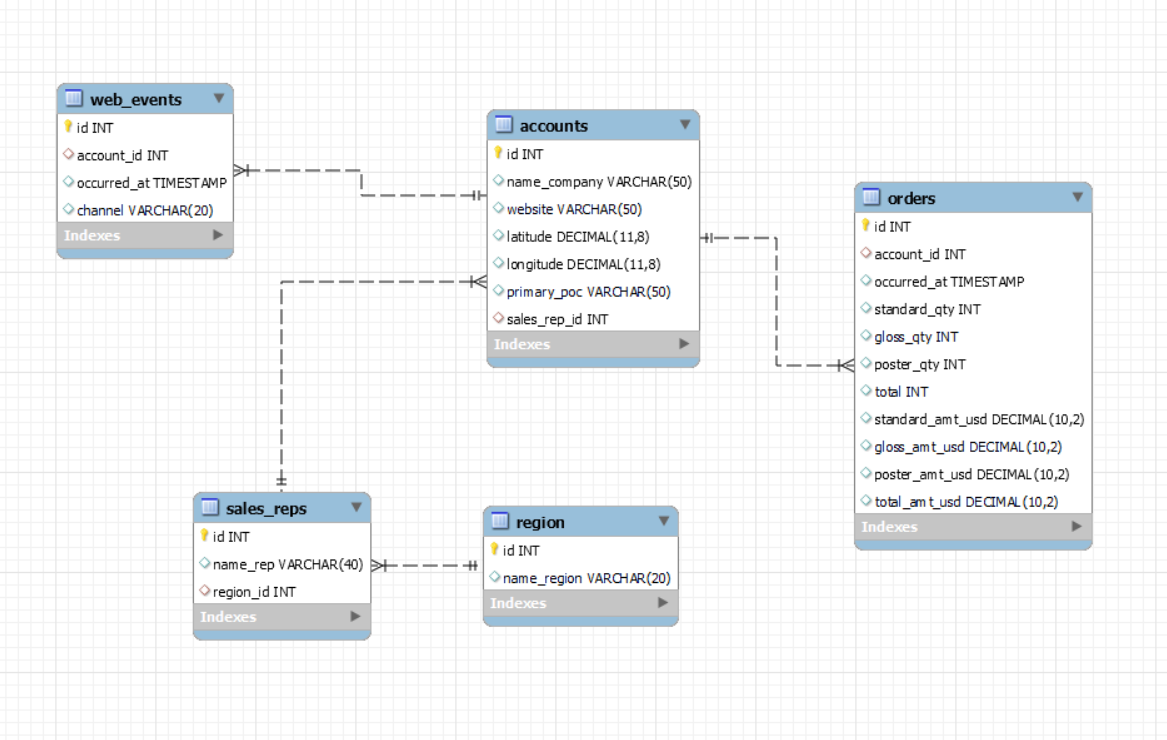 web_events
id INT
account_id INT
occurred_at TIMESTAMP
channel VARCHAR(20)
Indexes
accounts
id INT
name_company VARCHAR(50)
website VARCHAR(50)
latitude DECIMAL(11,8)
longitude DECIMAL(11,8)
primary_poc VARCHAR(50)
sales_rep_id INT
Indexes
orders
id INT
account_id INT
occurred_at TIMESTAMP
standard_qty INT
gloss_qty INT
poster_qty INT
total INT
standard_amt_usd DECIMAL(10,2)
gloss_amt_usd DECIMAL(10,2)
poster_amt_usd DECIMAL(10,2)
total_amt_usd DECIMAL(10,2)
Indexes
sales_reps
id INT
name_rep VARCHAR(40)
region_id INT
Indexes
region
id INT
name_region VARCHAR(20)
Indexes